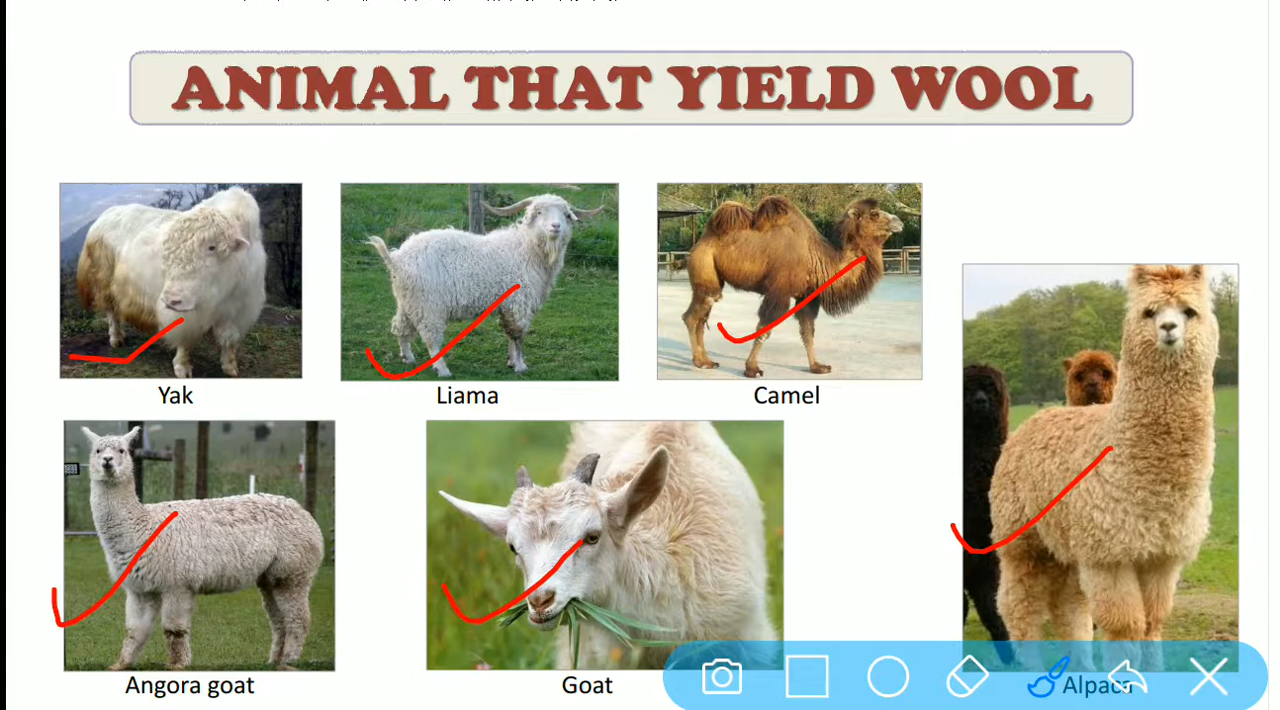 ANIMAL THAT YIELD WOOL
Yak
Liama
Camel
Angora goat
Goat
Alpaca